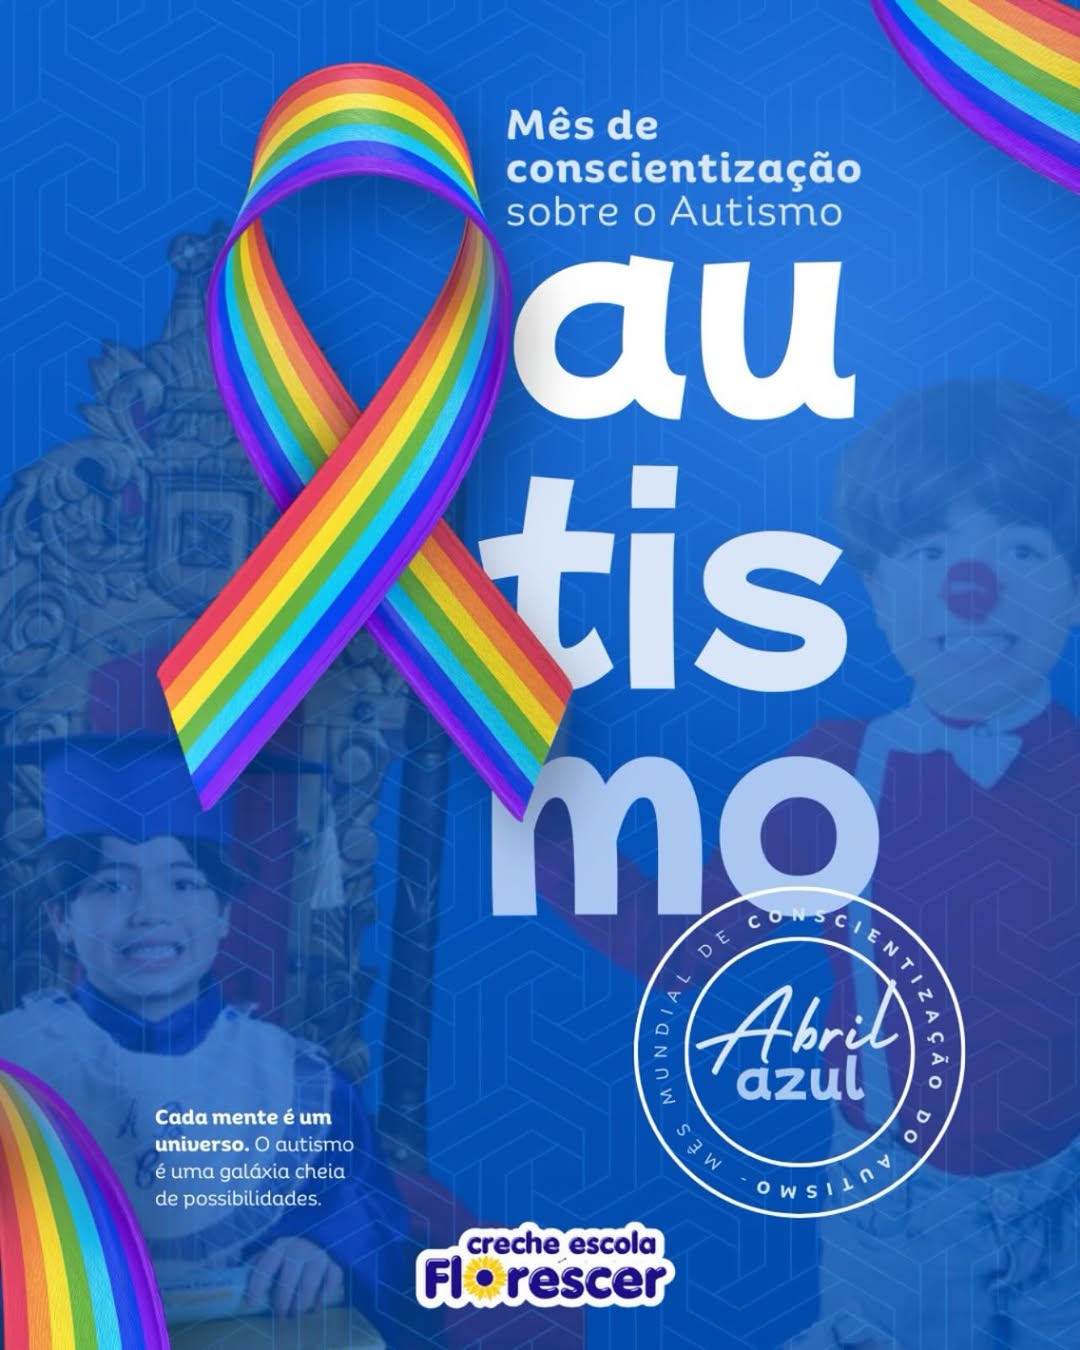 Mês de
conscientização
sobre o Autismo
au
tis
mo
MÊS MUNDIAL DE CONSCIENTIZAÇÃO DO AUTISMO -
Abril
azul
Cada mente é um
universo. O autismo
é uma galáxia cheia
de possibilidades.
creche escola
Florescer